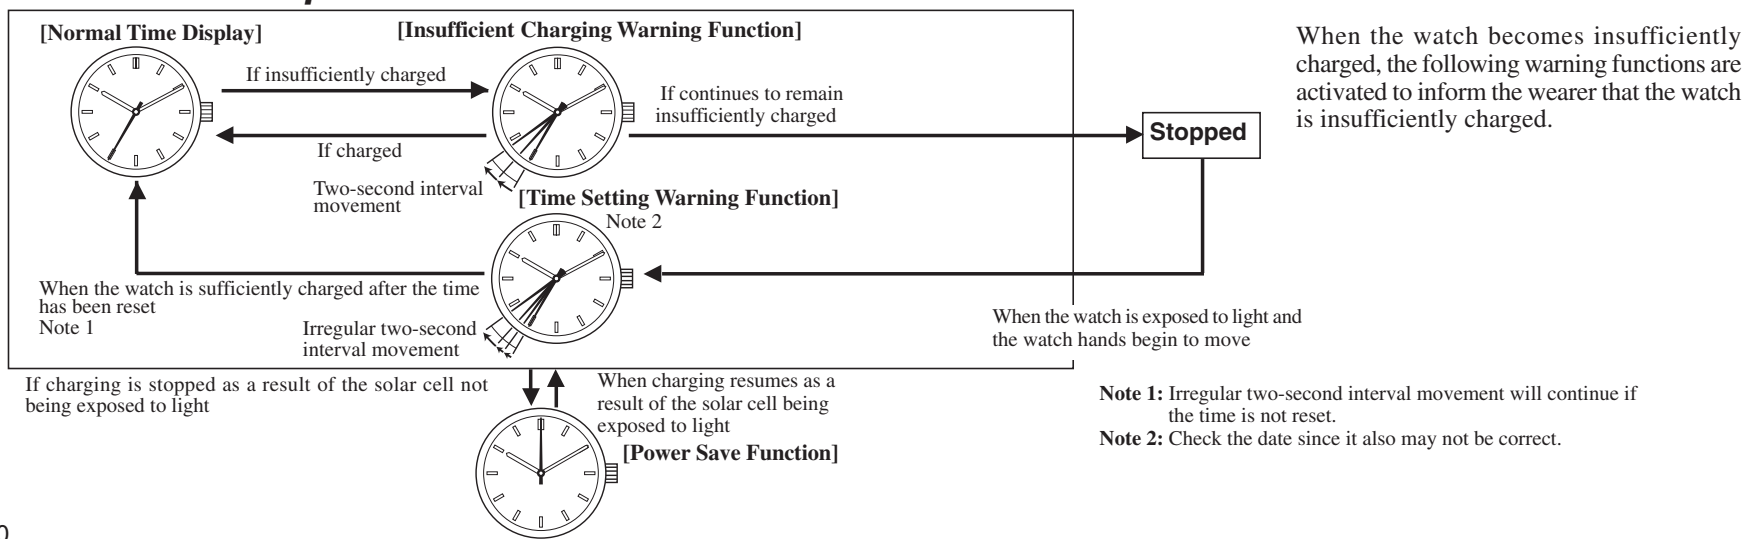 [Normal Time Display]
[Insufficient Charging Warning Function]
If insufficiently charged
If continues to remain
insufficiently charged
If charged
Two-second interval
movement
Stopped
When the watch becomes insufficiently
charged, the following warning functions are
activated to inform the wearer that the watch
is insufficiently charged.
[Time Setting Warning Function]
Note 2
When the watch is sufficiently charged after the time
has been reset
Note 1
Irregular two-second
interval movement
When the watch is exposed to light and
the watch hands begin to move
If charging is stopped as a result of the solar cell not
being exposed to light
When charging resumes as a
result of the solar cell being
exposed to light
[Power Save Function]
Note 1: Irregular two-second interval movement will continue if
the time is not reset.
Note 2: Check the date since it also may not be correct.